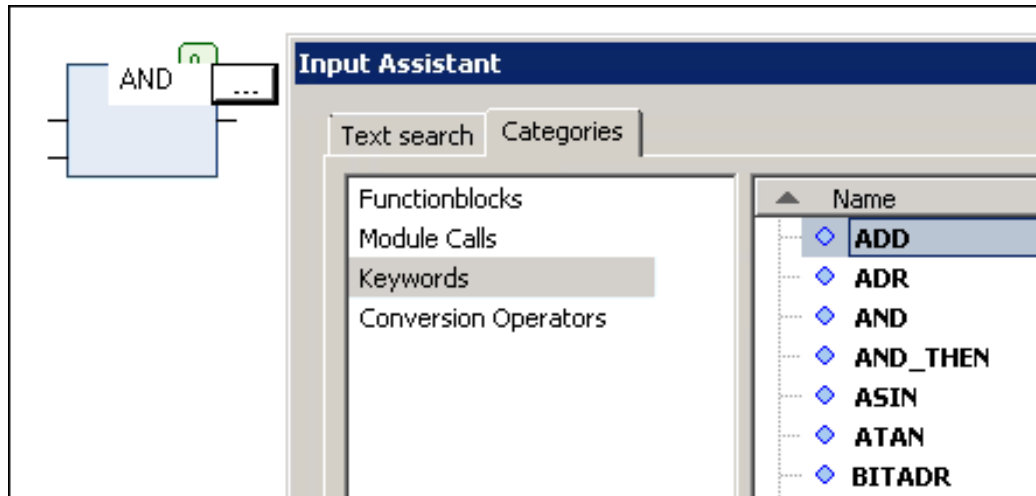 AND
0
...
Input Assistant
Text search
Categories
Functionblocks
Module Calls
Keywords
Conversion Operators
Name
ADD
ADR
AND
AND_THEN
ASIN
ATAN
BITADR